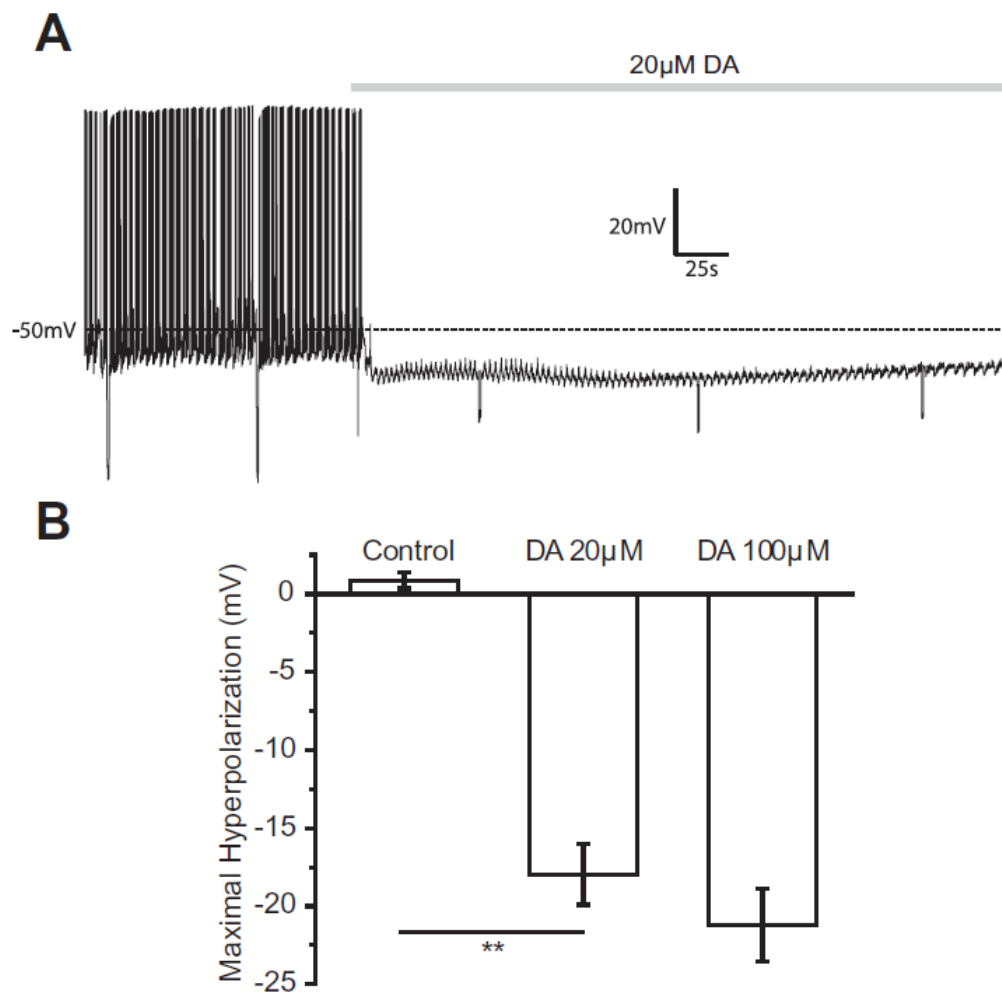 A
20µM DA
20mV
25s
-50mV
B
Control DA 20µM DA 100µM
Maximal Hyperpolarization (mV)
0
-5
-10
-15
-20
-25
**